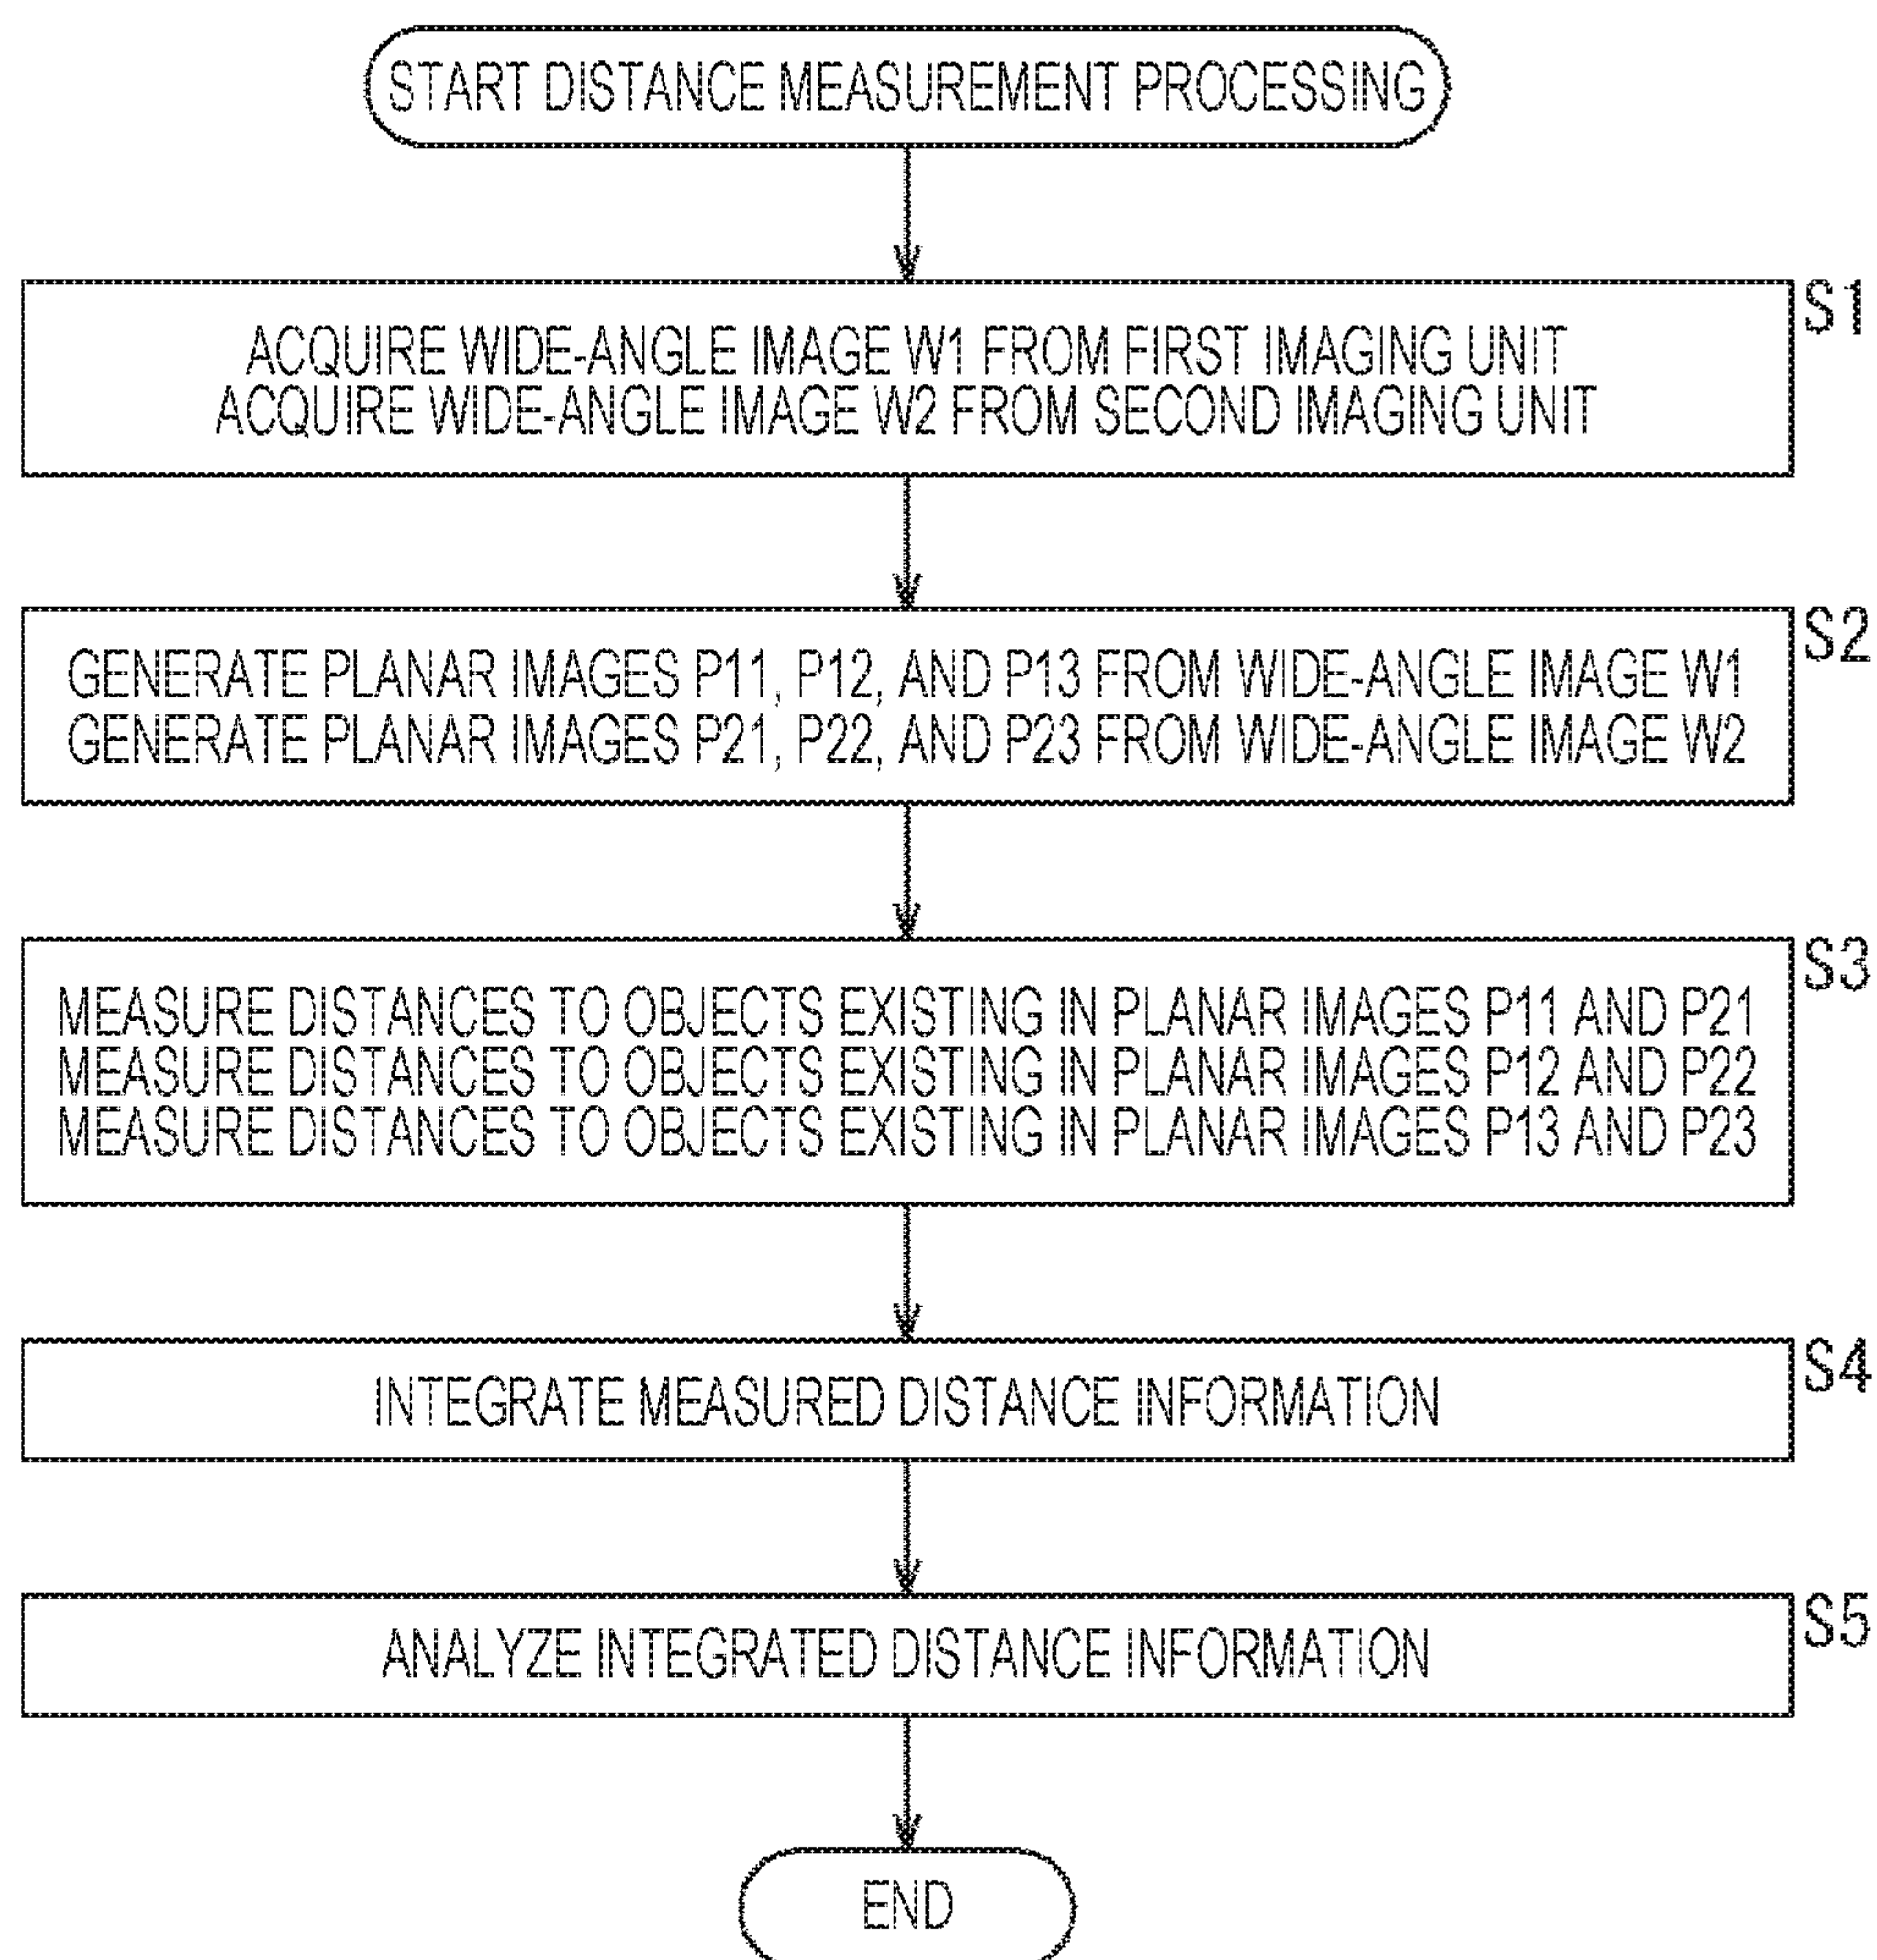 START DISTANCE MEASUREMENT PROCESSING
S1
ACQUIRE WIDE-ANGLE IMAGE W1 FROM FIRST IMAGING UNIT
ACQUIRE WIDE-ANGLE IMAGE W2 FROM SECOND IMAGING UNIT
S2
GENERATE PLANAR IMAGES P11, P12, AND P13 FROM WIDE-ANGLE IMAGE W1
GENERATE PLANAR IMAGES P21, P22, AND P23 FROM WIDE-ANGLE IMAGE W2
S3
MEASURE DISTANCES TO OBJECTS EXISTING IN PLANAR IMAGES P11 AND P21
MEASURE DISTANCES TO OBJECTS EXISTING IN PLANAR IMAGES P12 AND P22
MEASURE DISTANCES TO OBJECTS EXISTING IN PLANAR IMAGES P13 AND P23
S4
INTEGRATE MEASURED DISTANCE INFORMATION
S5
ANALYZE INTEGRATED DISTANCE INFORMATION
END